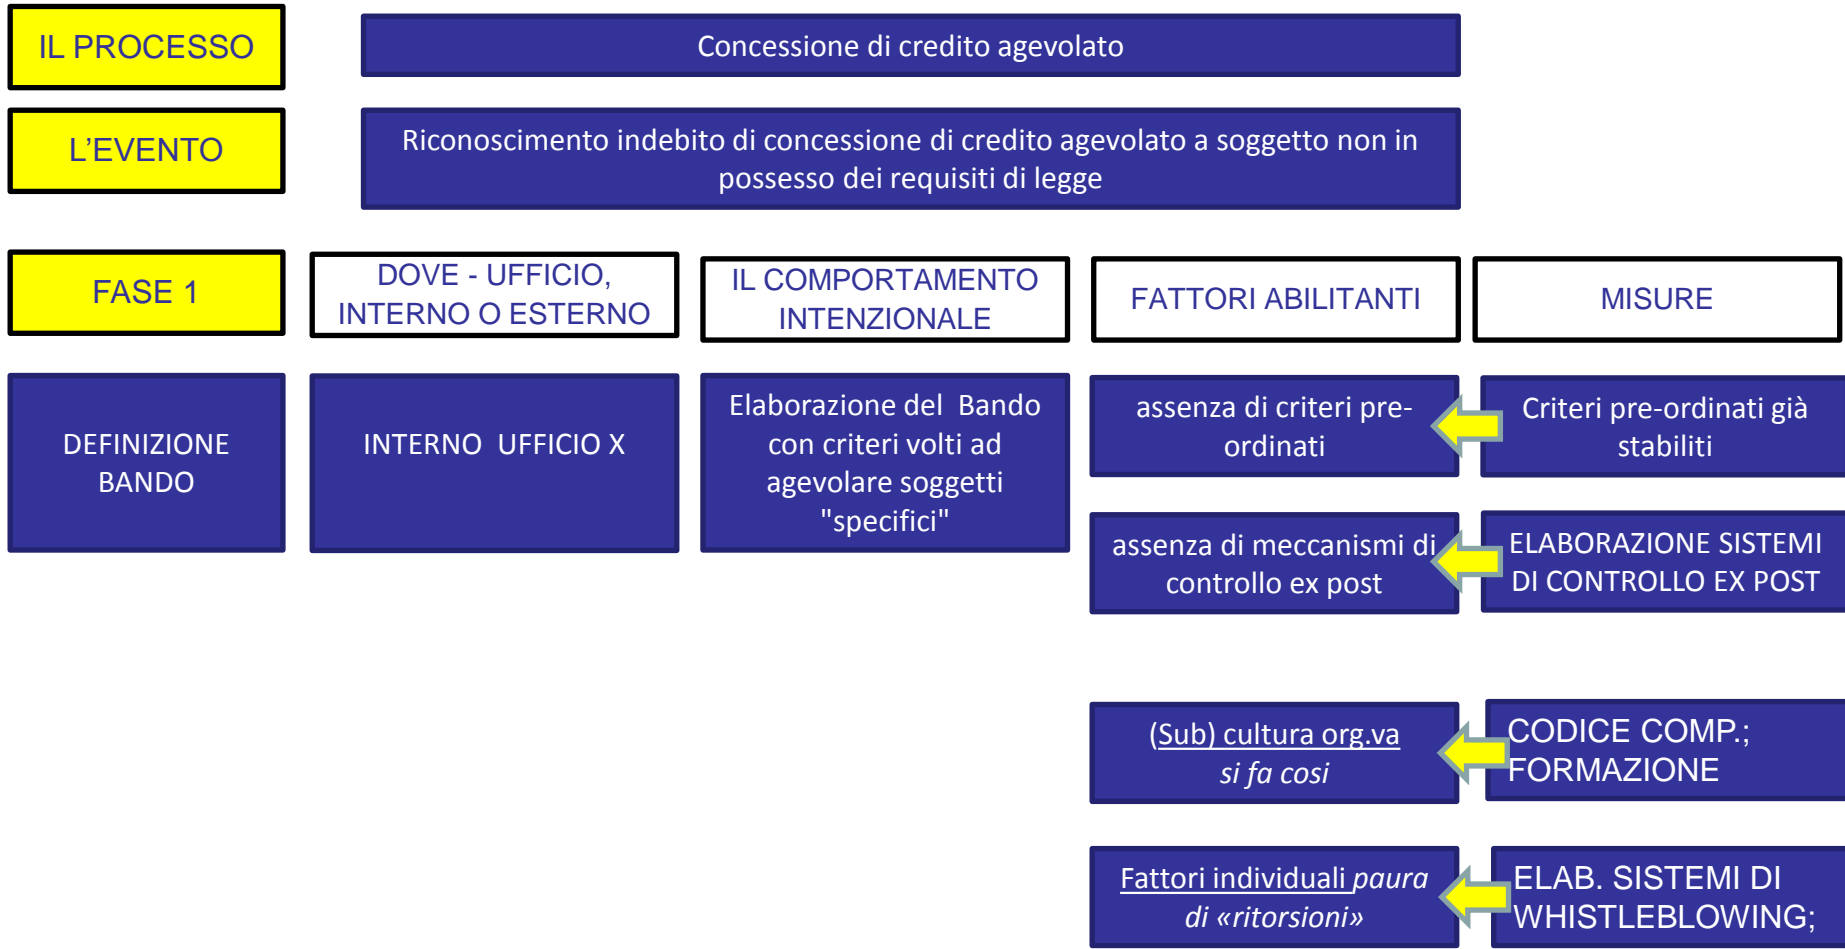 IL PROCESSO
Concessione di credito agevolato
L'EVENTO
Riconoscimento indebito di concessione di credito agevolato a soggetto non in
possesso dei requisiti di legge
FASE 1
DOVE - UFFICIO,
INTERNO O ESTERNO
IL COMPORTAMENTO
INTENZIONALE
FATTORI ABILITANTI
MISURE
DEFINIZIONE
BANDO
INTERNO UFFICIO X
Elaborazione del Bando
con criteri volti ad
agevolare soggetti
"specifici"
assenza di criteri pre-
ordinati
Criteri pre-ordinati già
stabiliti
assenza di meccanismi di
controllo ex post
ELABORAZIONE SISTEMI
DI CONTROLLO EX POST
(Sub) cultura org.va
si fa cosi
CODICE COMP.;
FORMAZIONE
Fattori individuali paura
di «ritorsioni»
ELAB. SISTEMI DI
WHISTLEBLOWING;